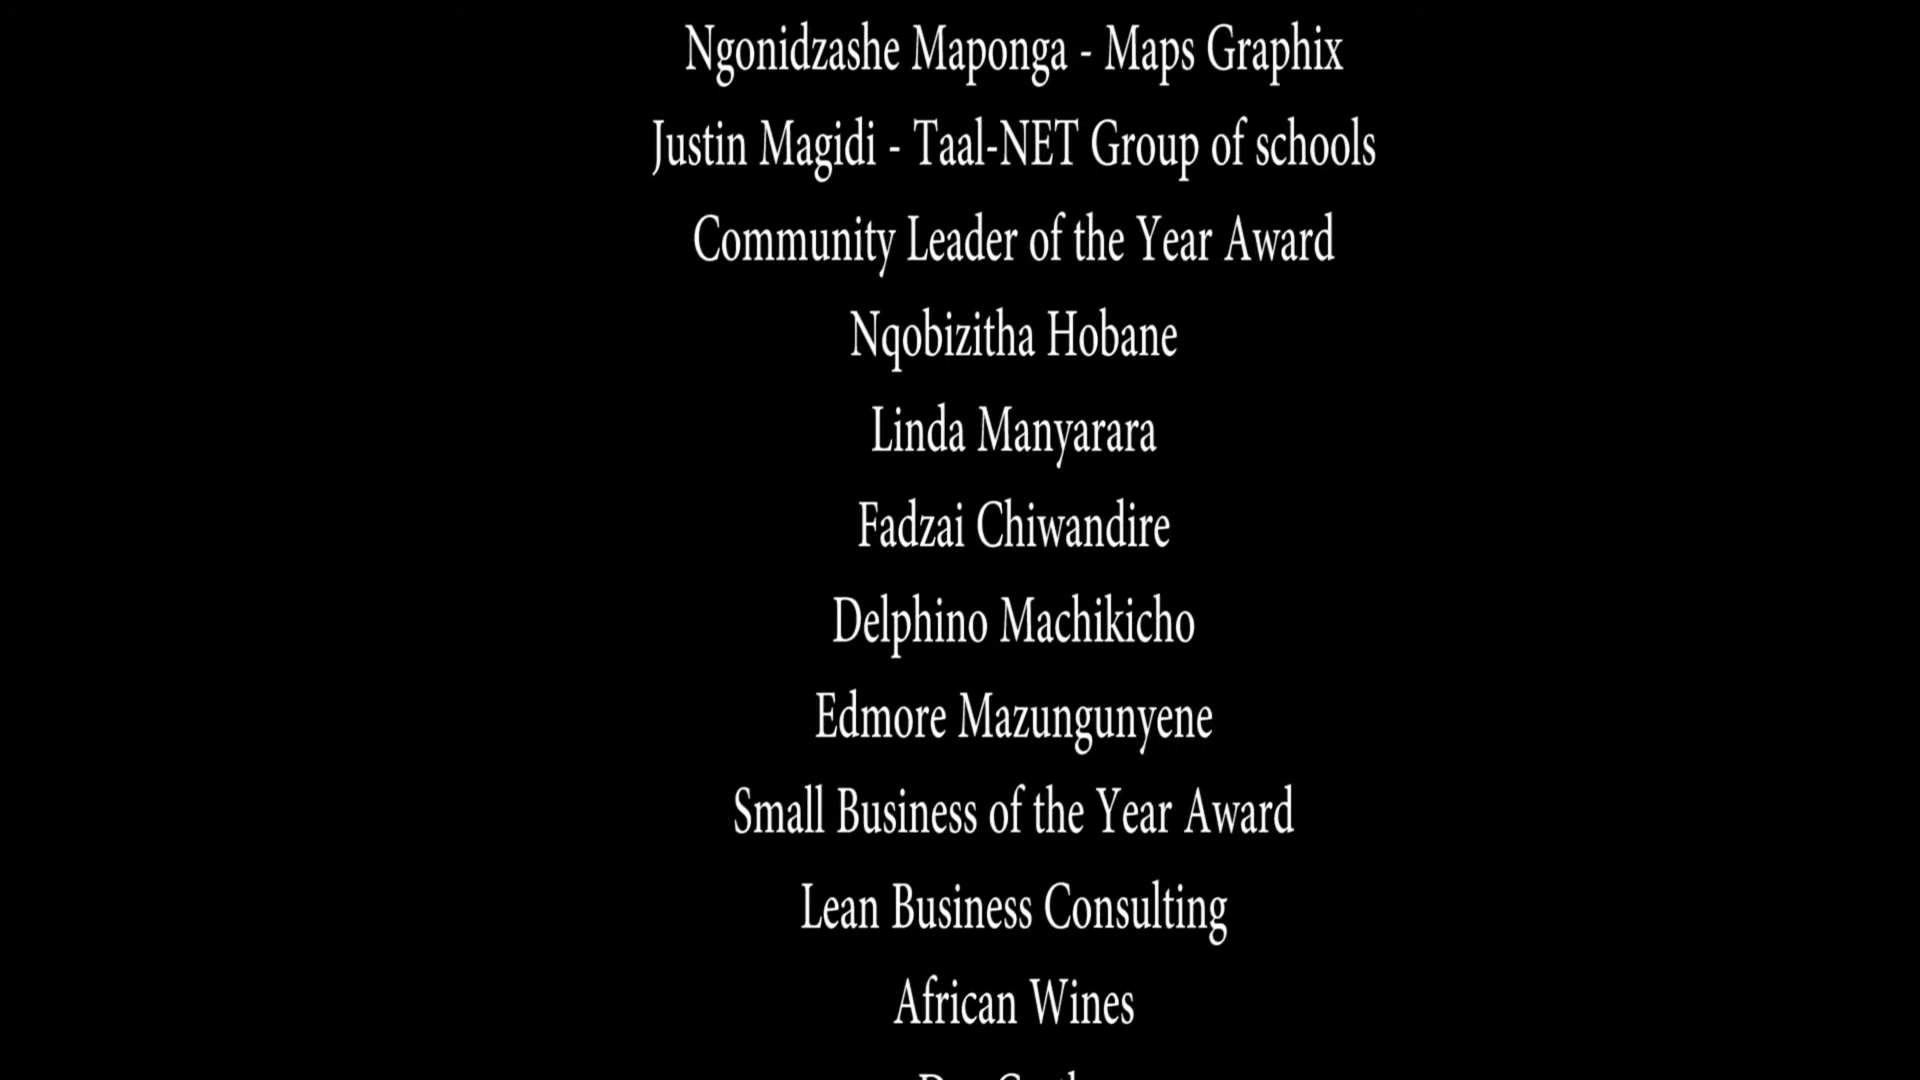 Ngonidzashe Maponga - Maps Graphix
Justin Magidi - Taal-NET Group of schools
Community Leader of the Year Award
Nqobizitha Hobane
Linda Manyarara
Fadzai Chiwandire
Delphino Machikicho
Edmore Mazungunyene
Small Business of the Year Award
Lean Business Consulting
African Wines